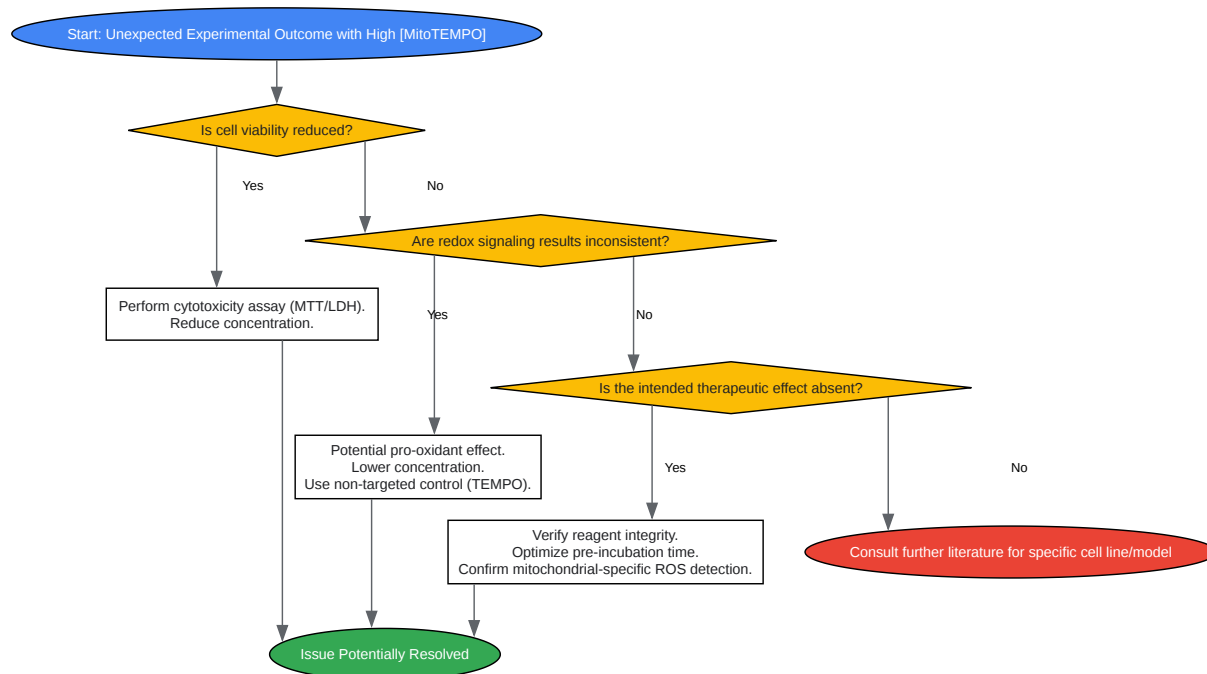 Start: Unexpected Experimental Outcome with High [MitoTEMPO]
Is cell viability reduced?
Yes
No
Are redox signaling results inconsistent?
Perform cytotoxicity assay (MTT/LDH).
Reduce concentration.
Yes
No
Is the intended therapeutic effect absent?
Potential pro-oxidant effect.
Lower concentration.
Use non-targeted control (TEMPO).
Yes
No
Verify reagent integrity.
Optimize pre-incubation time.
Confirm mitochondrial-specific ROS detection.
Consult further literature for specific cell line/model
Issue Potentially Resolved